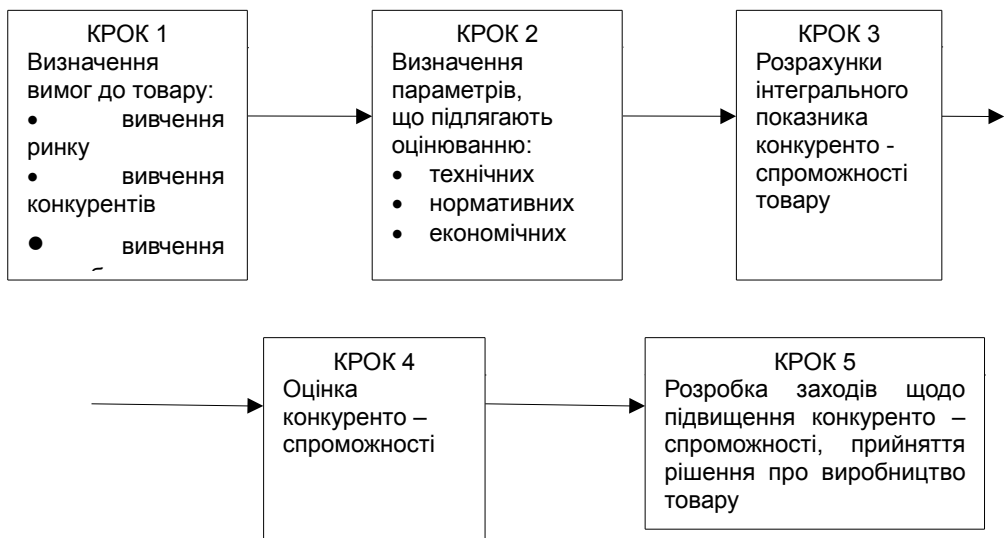 КРОК 1
Визначення
вимог до товару:
• вивчення
ринку
• вивчення
конкурентів
• вивчення
КРОК 2
Визначення
параметрів,
що підлягають
оцінюванню:
• технічних
• нормативних
• економічних
КРОК 3
Розрахунки
інтегрального
показника
конкуренто -
спроможності
товару
КРОК 4
Оцінка
конкуренто –
спроможності
КРОК 5
Розробка заходів щодо
підвищення конкуренто –
спроможності, прийняття
рішення про виробництво
товару